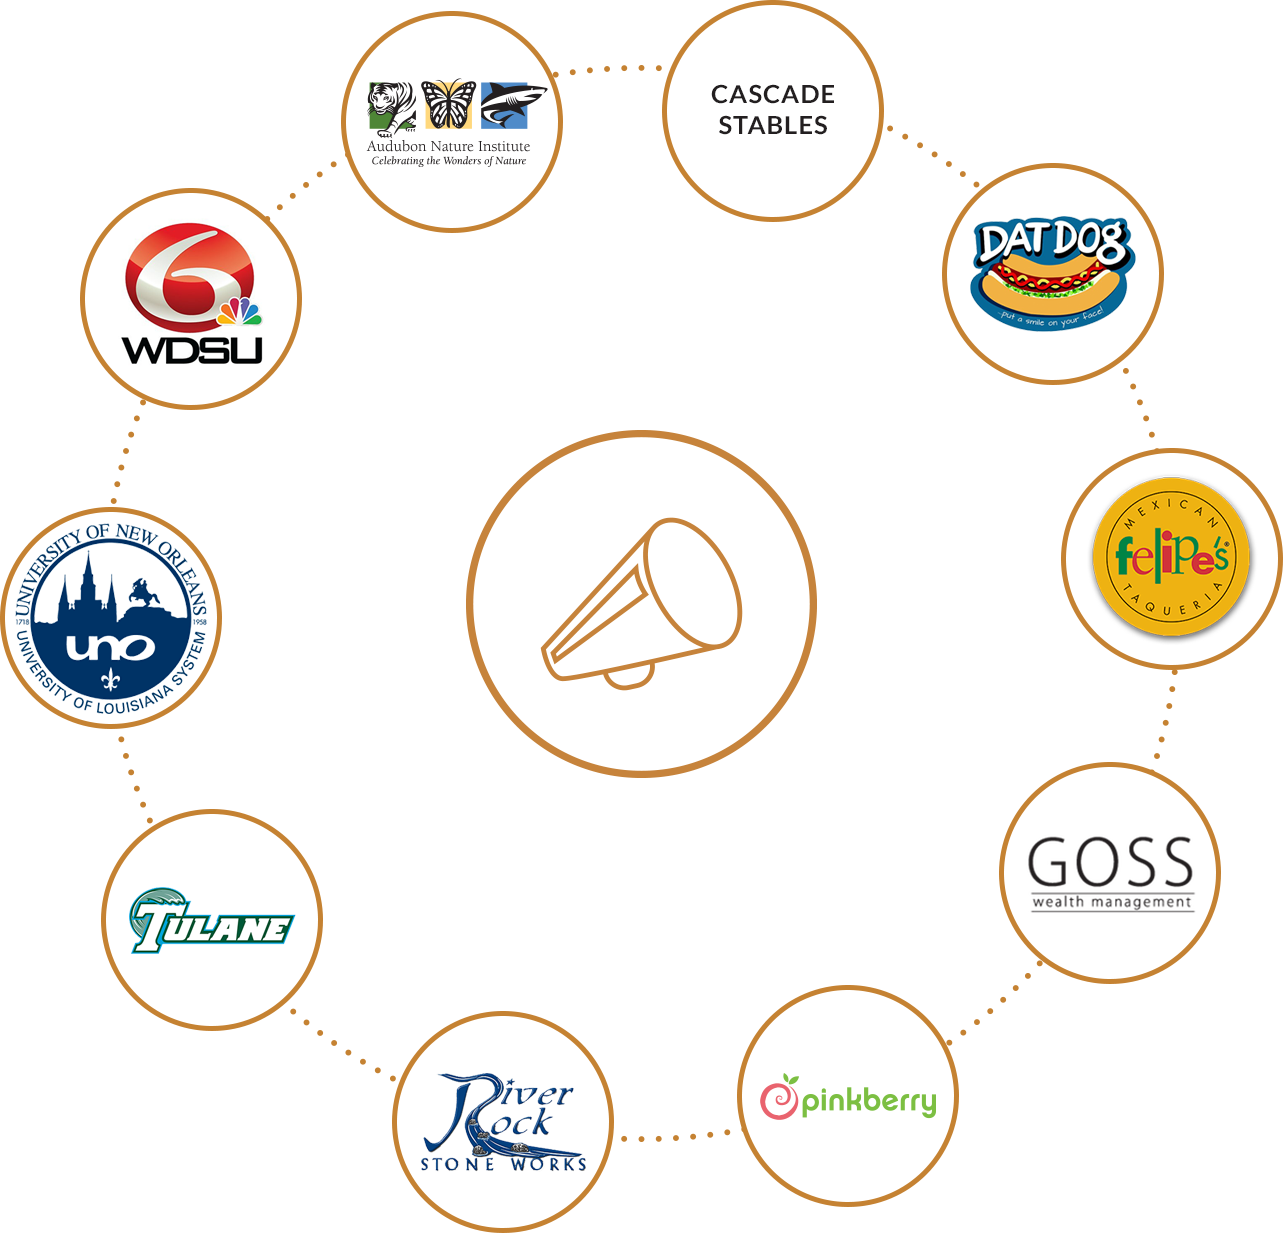 Audubon Nature Institute
Celebrating the Wonders of Nature
CASCADE
STABLES
DAT DOG
...put a smile on your face!
6
WDSU
MEXICAN
felipe's®
TAQUERIA
UNIVERSITY OF NEW ORLEANS
1718 1958
uno
UNIVERSITY OF LOUISIANA SYSTEM
GOSS
wealth management
TULANE
pinkberry
River
Rock
STONE WORKS